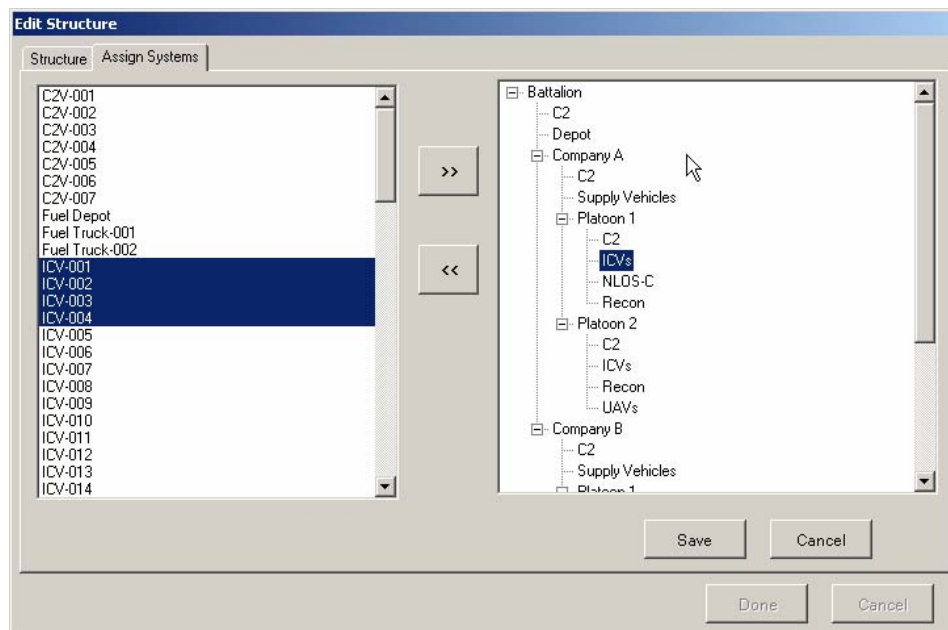 Edit Structure
Structure
Assign Systems
C2V-001
C2V-002
C2V-003
C2V-004
C2V-005
C2V-006
C2V-007
Fuel Depot
Fuel Truck-001
Fuel Truck-002
ICV-001
ICV-002
ICV-003
ICV-004
ICV-005
ICV-006
ICV-007
ICV-008
ICV-009
ICV-010
ICV-011
ICV-012
ICV-013
ICV-014
>>
<<
Battalion
C2
Depot
Company A
C2
Supply Vehicles
Platoon 1
C2
ICVs
NLOS-C
Recon
Platoon 2
C2
ICVs
Recon
UAVs
Company B
C2
Supply Vehicles
Platoon 1
Save
Cancel
Done
Cancel